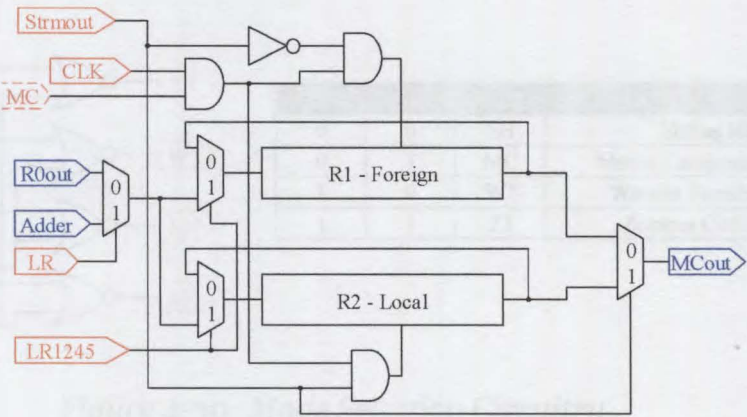 Strmout
CLK
MC
R0out
0
1
Adder
LR
0
1
R1 - Foreign
0
1
R2 - Local
0
1
MCout
LR1245